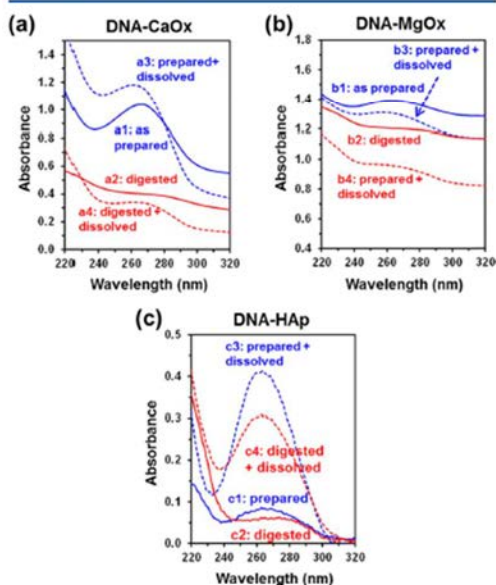 (a)
DNA-CaOx
a3: prepared+
dissolved
a1: as
prepared
a2: digested
a4: digested +
dissolved
Absorbance
1.4
1.2
1.0
0.8
0.6
0.4
0.2
0.0
220 240 260 280 300 320
Wavelength (nm)
(b)
DNA-MgOx
b3: prepared +
dissolved
b1: as prepared
b2: digested
b4: prepared +
dissolved
Absorbance
1.8
1.6
1.4
1.2
1.0
0.8
0.6
0.4
220 240 260 280 300 320
Wavelength (nm)
(c)
DNA-HAp
c3: prepared +
dissolved
c4: digested
+ dissolved
c1: prepared
c2: digested
Absorbance
0.5
0.4
0.3
0.2
0.1
0.0
220 240 260 280 300 320
Wavelength (nm)